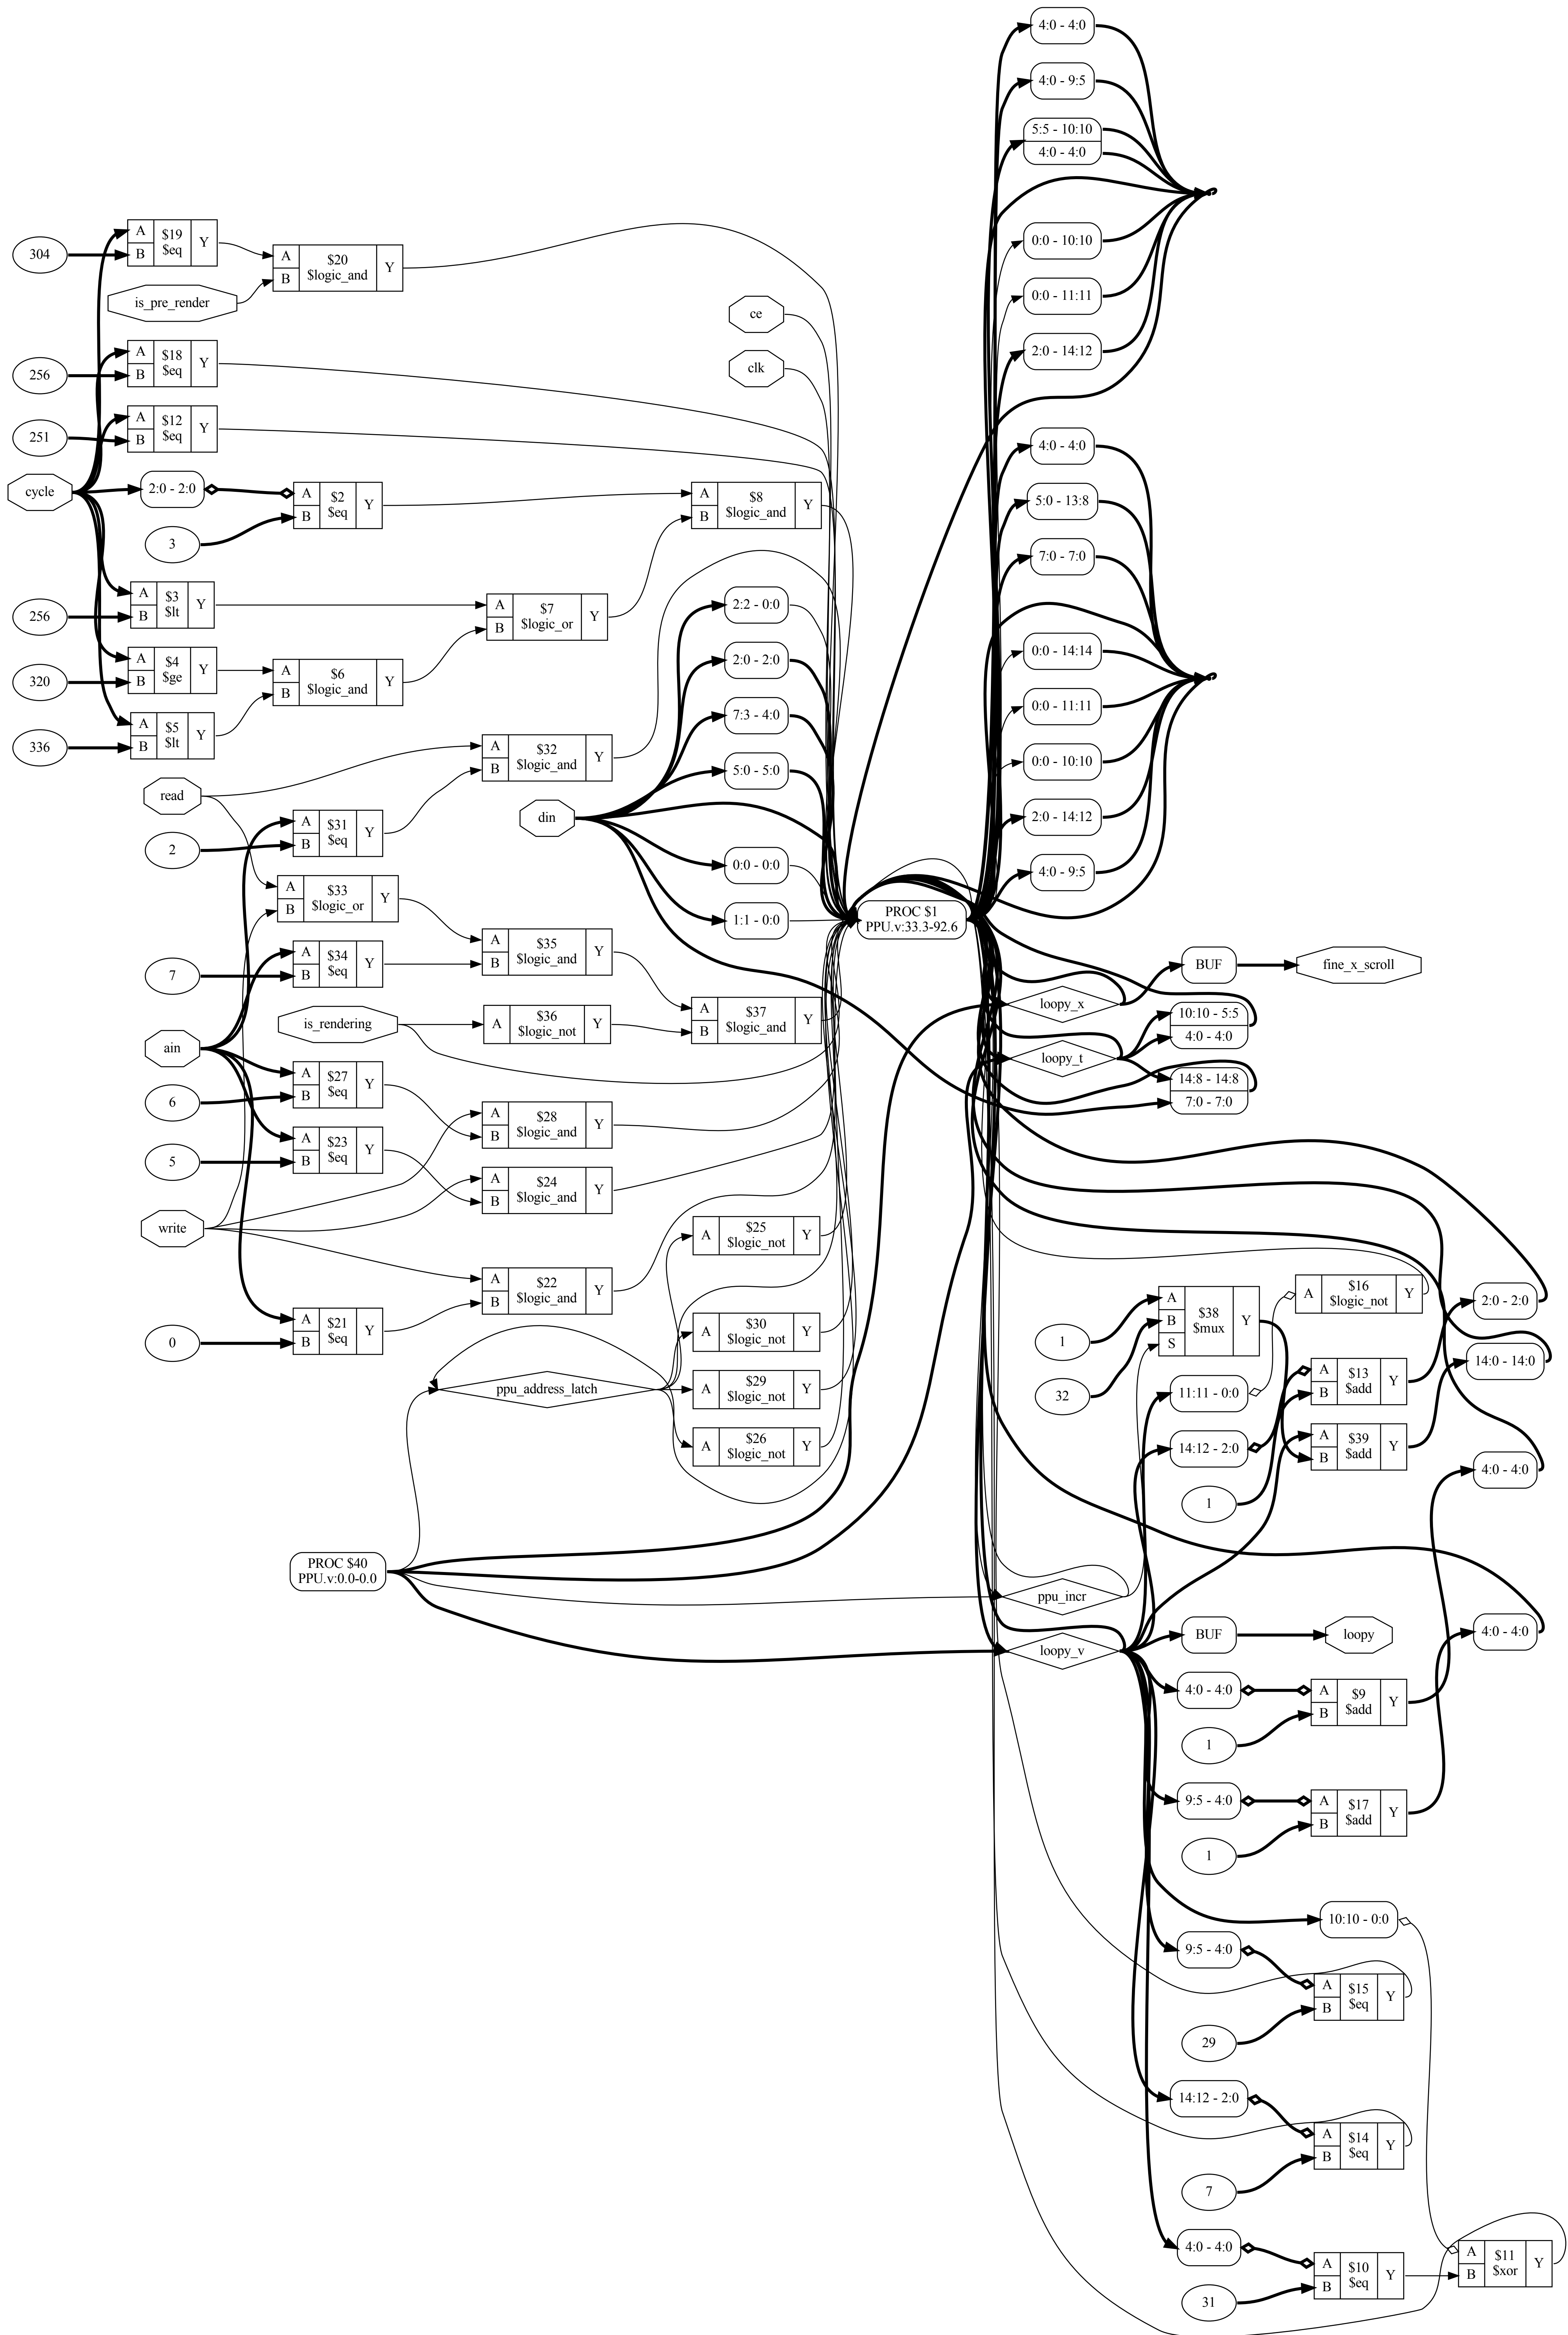 4:0 - 4:0
4:0 - 9:5
5:5 - 10:10
4:0 - 4:0
0:0 - 10:10
0:0 - 11:11
2:0 - 14:12
304
A
B
$19
$eq
Y
is_pre_render
A
B
$20
$logic_and
Y
256
A
B
$18
$eq
Y
251
A
B
$12
$eq
Y
cycle
2:0 - 2:0
3
A
B
$2
$eq
Y
A
B
$8
$logic_and
Y
256
A
B
$3
$lt
Y
A
B
$7
$logic_or
Y
320
A
B
$4
$ge
Y
A
B
$6
$logic_and
Y
336
A
B
$5
$lt
Y
ce
clk
4:0 - 4:0
5:0 - 13:8
7:0 - 7:0
0:0 - 14:14
0:0 - 11:11
0:0 - 10:10
2:0 - 14:12
4:0 - 9:5
read
A
B
$32
$logic_and
Y
2
A
B
$31
$eq
Y
A
B
$33
$logic_or
Y
7
A
B
$34
$eq
Y
A
B
$35
$logic_and
Y
is_rendering
A
$36
$logic_not
Y
A
B
$37
$logic_and
Y
din
2:2 - 0:0
2:0 - 2:0
7:3 - 4:0
5:0 - 5:0
0:0 - 0:0
1:1 - 0:0
PROC $1
PPU.v:33.3-92.6
ain
6
A
B
$27
$eq
Y
5
A
B
$23
$eq
Y
A
B
$28
$logic_and
Y
A
B
$24
$logic_and
Y
write
A
B
$22
$logic_and
Y
0
A
B
$21
$eq
Y
A
$25
$logic_not
Y
A
$30
$logic_not
Y
A
$29
$logic_not
Y
A
$26
$logic_not
Y
ppu_address_latch
PROC $40
PPU.v:0.0-0.0
loopy_x
BUF
fine_x_scroll
loopy_t
10:10 - 5:5
4:0 - 4:0
14:8 - 14:8
7:0 - 7:0
1
32
A
B
S
$38
$mux
Y
A
$16
$logic_not
Y
2:0 - 2:0
11:11 - 0:0
14:12 - 2:0
1
A
B
$13
$add
Y
A
B
$39
$add
Y
14:0 - 14:0
4:0 - 4:0
ppu_incr
loopy_v
BUF
loopy
4:0 - 4:0
4:0 - 4:0
1
A
B
$9
$add
Y
9:5 - 4:0
1
A
B
$17
$add
Y
10:10 - 0:0
9:5 - 4:0
29
A
B
$15
$eq
Y
14:12 - 2:0
7
A
B
$14
$eq
Y
4:0 - 4:0
31
A
B
$10
$eq
Y
A
B
$11
$xor
Y